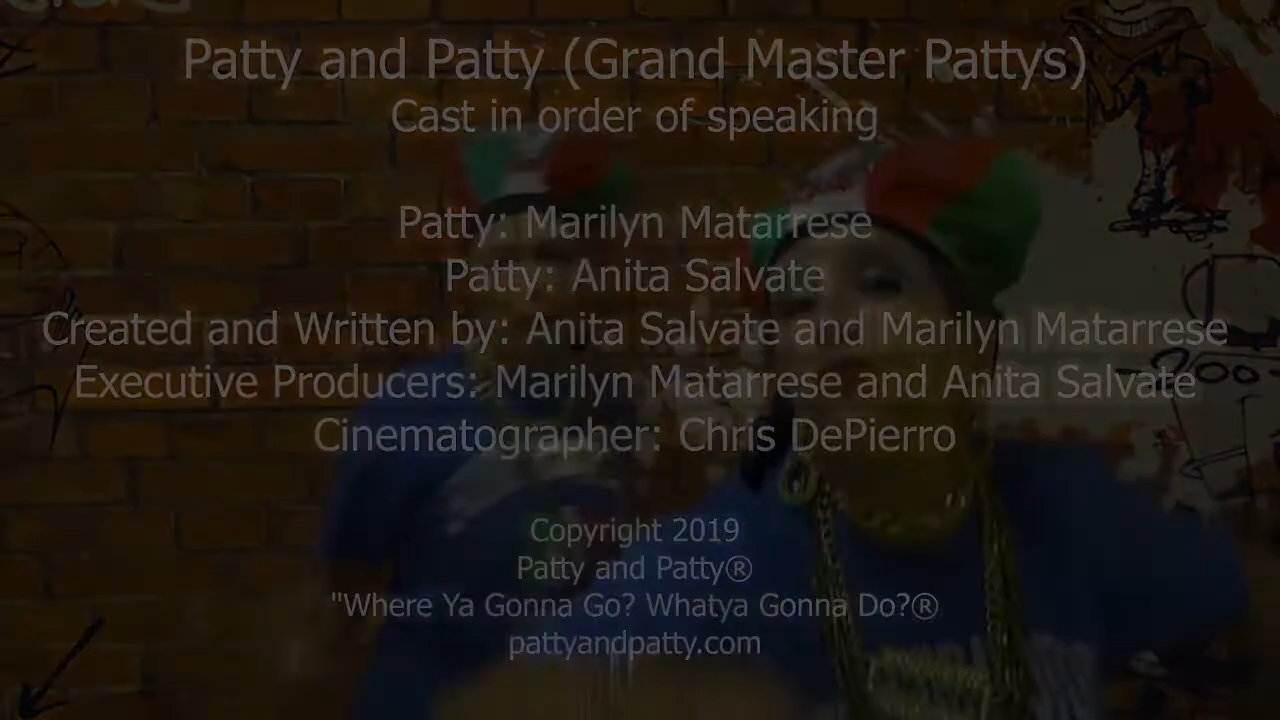 Patty and Patty (Grand Master Pattys)
Cast in order of speaking
Patty: Marilyn Matarrese
Patty: Anita Salvate
Created and Written by: Anita Salvate and Marilyn Matarrese
Executive Producers: Marilyn Matarrese and Anita Salvate
Cinematographer: Chris DePierro
Copyright 2019
Patty and Patty®
"Where Ya Gonna Go? Whatya Gonna Do?®
pattyandpatty.com